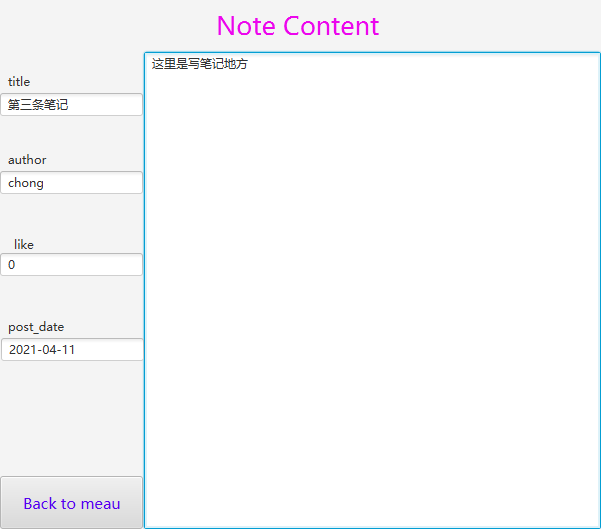 Note Content
title
第三条笔记
author
chong
like
0
post_date
2021-04-11
Back to meau
这里是写笔记地方